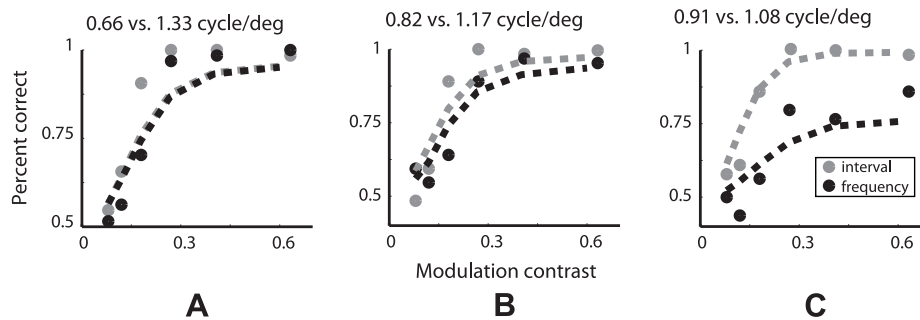 0.66 vs. 1.33 cycle/deg
0.82 vs. 1.17 cycle/deg
0.91 vs. 1.08 cycle/deg
Percent correct
1
0.75
0.5
0
0.3
0.6
1
0.75
0.5
0
0.3
0.6
1
0.75
0.5
0
0.3
0.6
interval
frequency
Modulation contrast
A
B
C